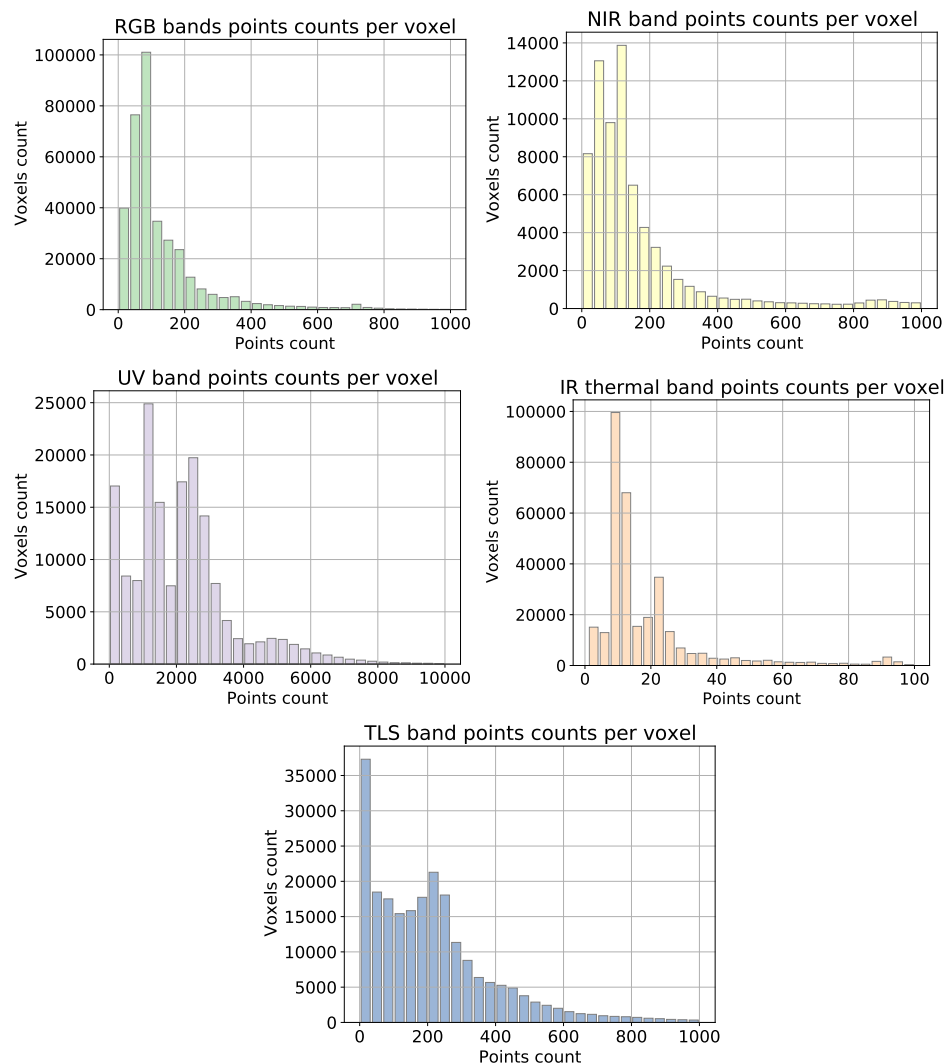 RGB bands points counts per voxel
100000
80000
60000
40000
20000
0
Voxels count
0 200 400 600 800 1000
Points count
NIR band points counts per voxel
14000
12000
10000
8000
6000
4000
2000
0
Voxels count
0 200 400 600 800 1000
Points count
UV band points counts per voxel
25000
20000
15000
10000
5000
0
Voxels count
0 2000 4000 6000 8000 10000
Points count
IR thermal band points counts per voxel
100000
80000
60000
40000
20000
0
Voxels count
0 20 40 60 80 100
Points count
TLS band points counts per voxel
35000
30000
25000
20000
15000
10000
5000
0
Voxels count
0 200 400 600 800 1000
Points count